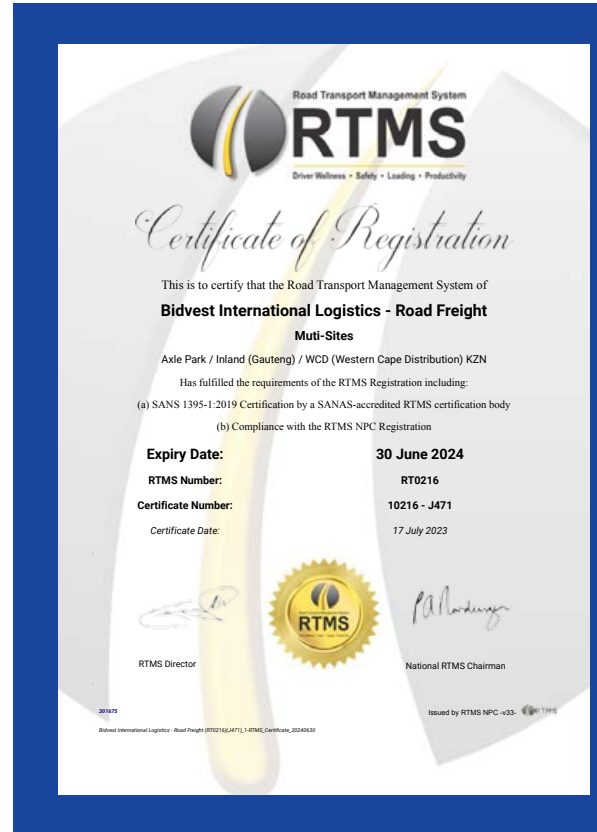 Road Transport Management System
RTMS
Driver Wellness • Safety • Loading • Productivity
Certificate of Registration
This is to certify that the Road Transport Management System of
Bidvest International Logistics - Road Freight
Muti-Sites
Axle Park / Inland (Gauteng) / WCD (Western Cape Distribution) KZN
Has fulfilled the requirements of the RTMS Registration including:
(a) SANS 1395-1:2019 Certification by a SANAS-accredited RTMS certification body
(b) Compliance with the RTMS NPC Registration
Expiry Date: 30 June 2024
RTMS Number: RT0216
Certificate Number: 10216 - J471
Certificate Date: 17 July 2023
RTMS
RTMS Director
National RTMS Chairman
301675
Issued by RTMS NPC -v33- RTMS
Bidvest International Logistics - Road Freight (RT0216)(J471)_1-RTMS_Certificate_20240630